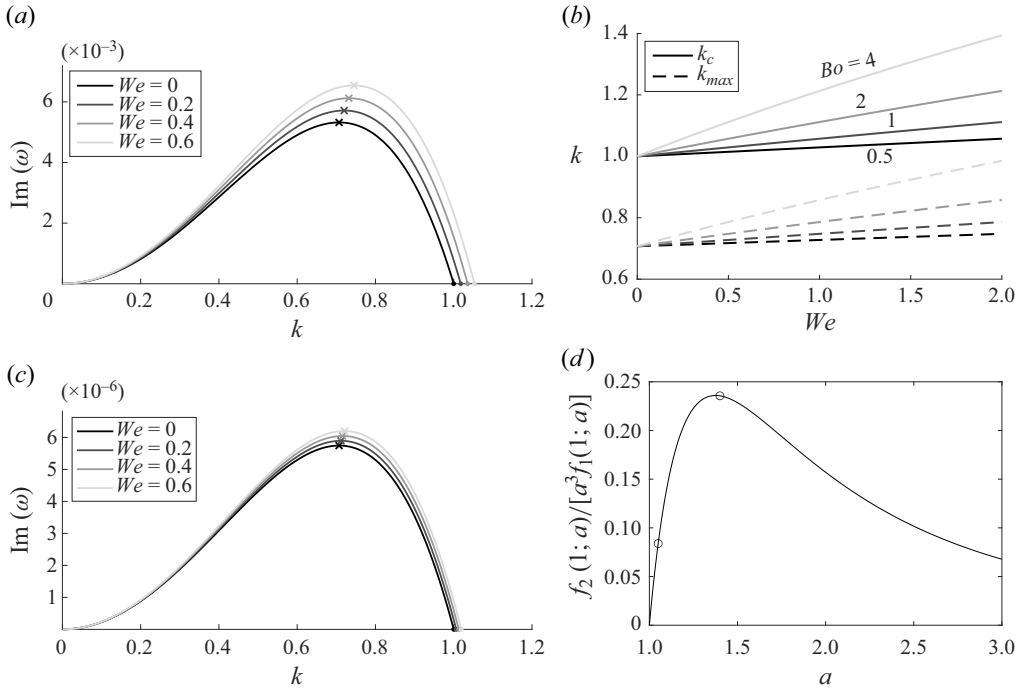 (a)
(×10⁻³)
We = 0
We = 0.2
We = 0.4
We = 0.6
6
4
2
Im (ω)
0 0.2 0.4 0.6 0.8 1.0 1.2
k
(b)
1.4
1.2
1.0
0.8
0.6
k
k_c
k_max
Bo = 4
2
1
0.5
0 0.5 1.0 1.5 2.0
We
(c)
(×10⁻⁶)
We = 0
We = 0.2
We = 0.4
We = 0.6
6
5
4
3
2
1
Im (ω)
0 0.2 0.4 0.6 0.8 1.0 1.2
k
(d)
0.25
0.20
0.15
0.10
0.05
0
f₂ (1; a)/[a³f₁(1; a)]
1.0 1.5 2.0 2.5 3.0
a